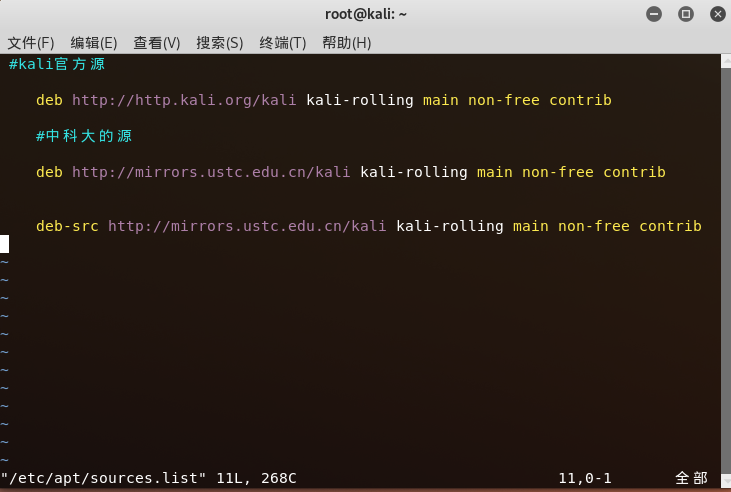 root@kali: ~
文件(F) 编辑(E) 查看(V) 搜索(S) 终端(T) 帮助(H)
#kali官方源
deb http://http.kali.org/kali kali-rolling main non-free contrib
#中科大的源
deb http://mirrors.ustc.edu.cn/kali kali-rolling main non-free contrib
deb-src http://mirrors.ustc.edu.cn/kali kali-rolling main non-free contrib
~
~
~
~
~
~
~
~
~
~
~
~
"/etc/apt/sources.list" 11L, 268C 11,0-1 全部